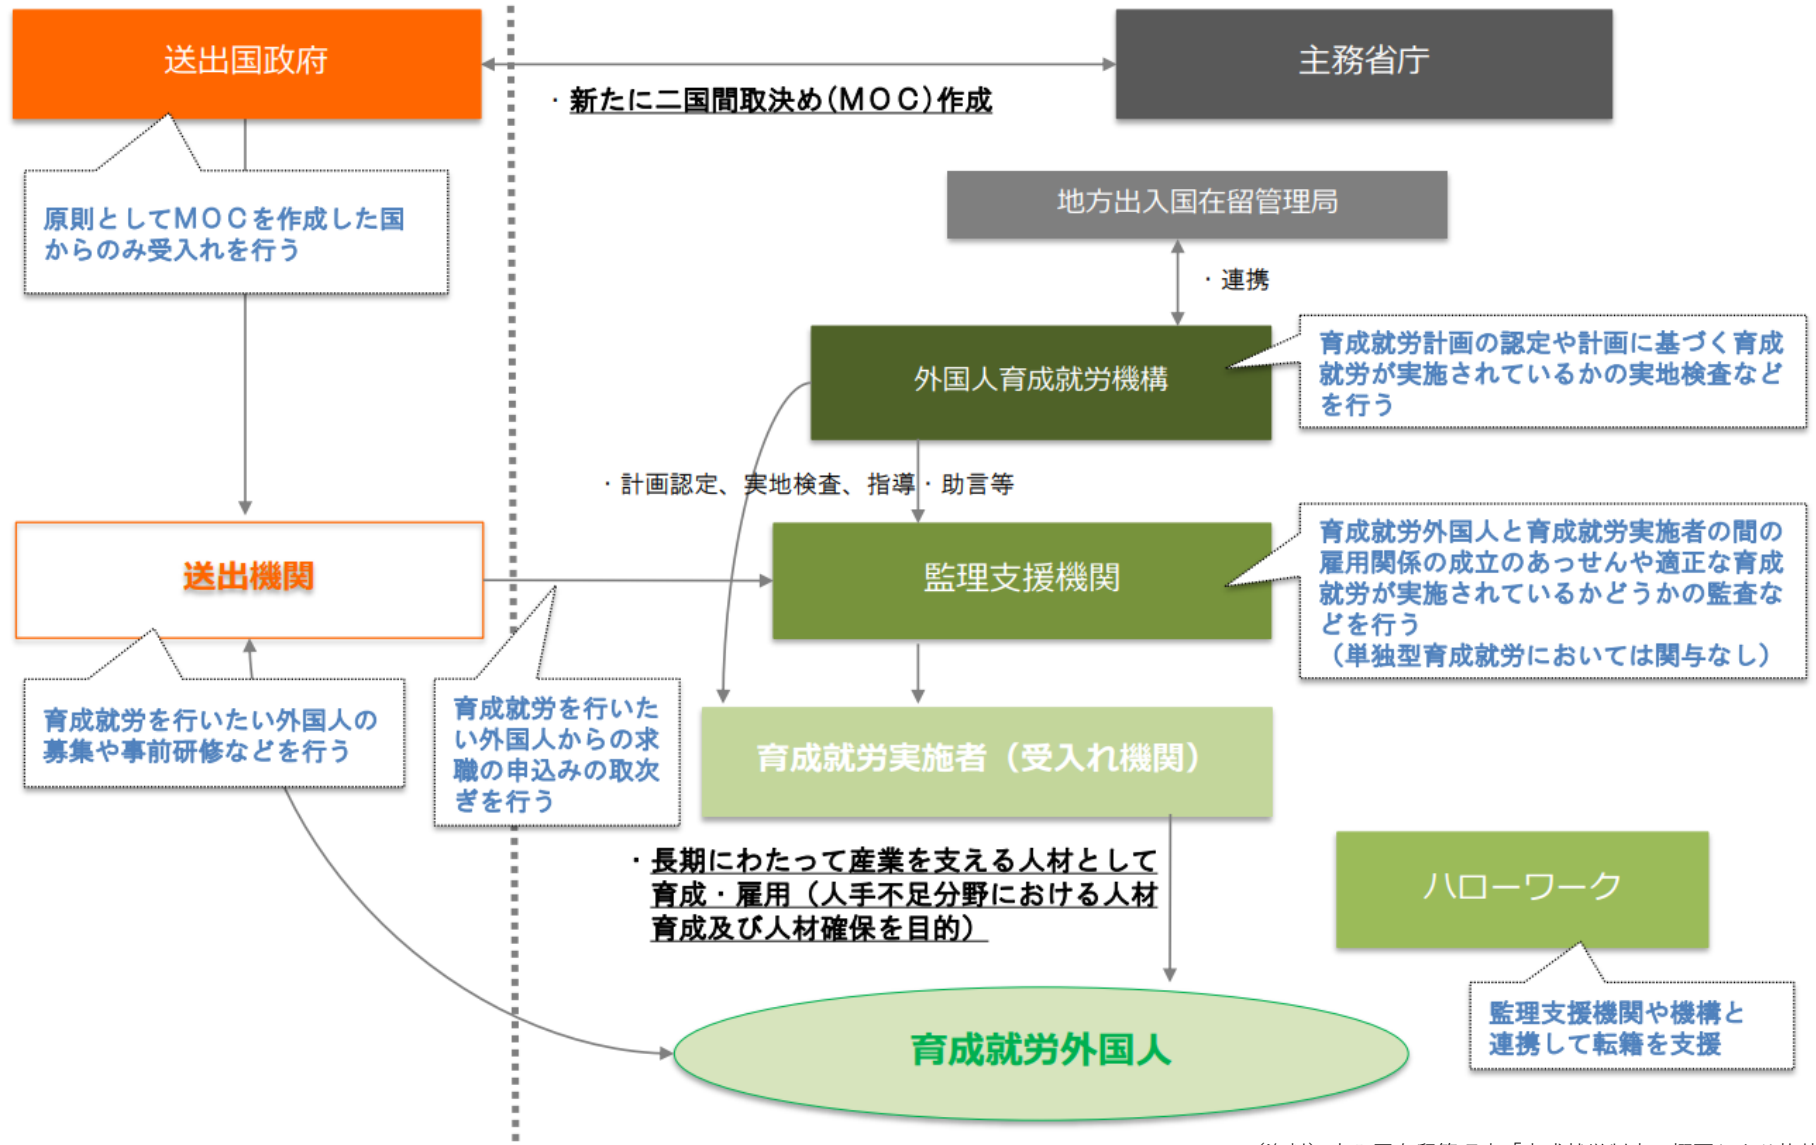 送出国政府
主務省庁
・新たに二国間取決め(MOC)作成
原則としてMOCを作成した国
からのみ受入れを行う
地方出入国在留管理局
・連携
外国人育成就労機構
育成就労計画の認定や計画に基づく育成
就労が実施されているかの実地検査など
を行う
・計画認定、実地検査、指導・助言等
送出機関
監理支援機関
育成就労外国人と育成就労実施者の間の
雇用関係の成立のあっせんや適正な育成
就労が実施されているかどうかの監査な
どを行う
（単独型育成就労においては関与なし）
育成就労を行いたい外国人の
募集や事前研修などを行う
育成就労を行いた
い外国人からの求
職の申込みの取次
ぎを行う
育成就労実施者（受入れ機関）
・長期にわたって産業を支える人材として
育成・雇用（人手不足分野における人材
育成及び人材確保を目的）
ハローワーク
監理支援機関や機構と
連携して転籍を支援
育成就労外国人